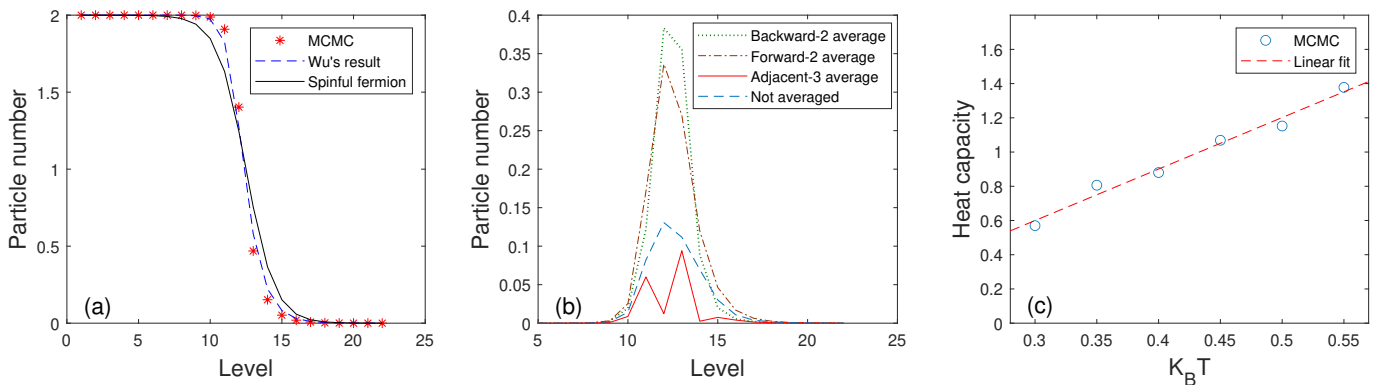 2
1.5
1
0.5
0
0
5
10
15
20
25
Particle number
Level
MCMC
Wu's result
Spinful fermion
(a)
0.4
0.35
0.3
0.25
0.2
0.15
0.1
0.05
0
5
10
15
20
25
Particle number
Level
Backward-2 average
Forward-2 average
Adjacent-3 average
Not averaged
(b)
1.6
1.4
1.2
1
0.8
0.6
0.4
0.2
0
0.3
0.35
0.4
0.45
0.5
0.55
Heat capacity
K_BT
MCMC
Linear fit
(c)